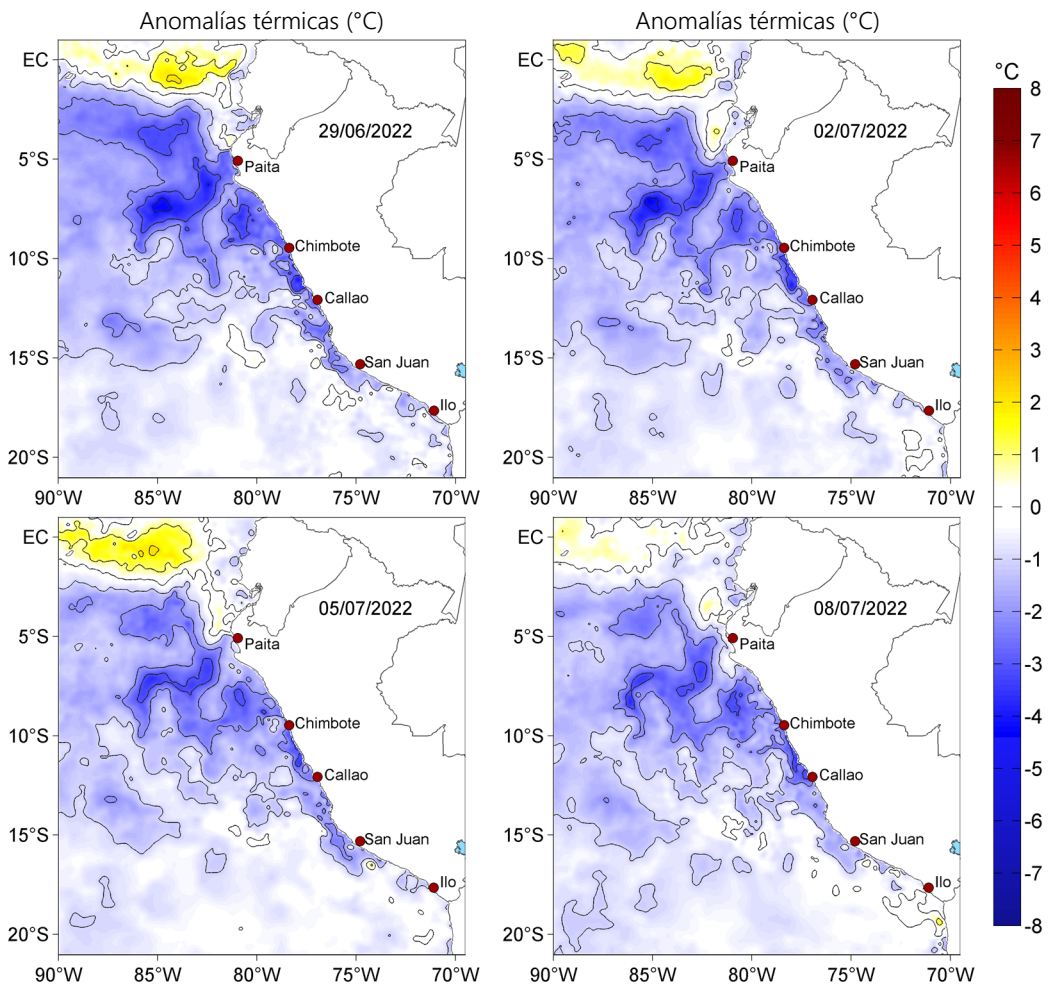 Anomalías térmicas (°C)
Anomalías térmicas (°C)
EC
5°S
10°S
15°S
20°S
29/06/2022
Paita
Chimbote
Callao
San Juan
Ilo
90°W
85°W
80°W
75°W
70°W
EC
5°S
10°S
15°S
20°S
02/07/2022
Paita
Chimbote
Callao
San Juan
Ilo
90°W
85°W
80°W
75°W
70°W
°C
8
7
6
5
4
3
2
1
0
-1
-2
-3
-4
-5
-6
-7
-8
EC
5°S
10°S
15°S
20°S
05/07/2022
Paita
Chimbote
Callao
San Juan
Ilo
90°W
85°W
80°W
75°W
70°W
EC
5°S
10°S
15°S
20°S
08/07/2022
Paita
Chimbote
Callao
San Juan
Ilo
90°W
85°W
80°W
75°W
70°W